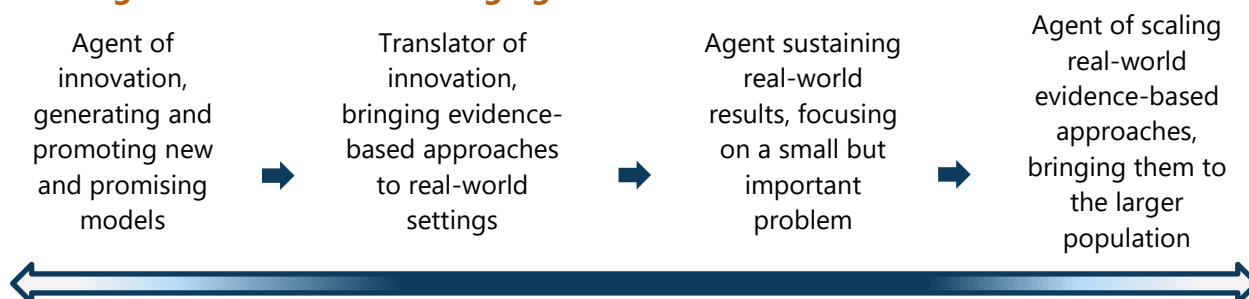 Agent of
innovation,
generating and
promoting new
and promising
models
Translator of
innovation,
bringing evidence-
based approaches
to real-world
settings
Agent sustaining
real-world
results, focusing
on a small but
important
problem
Agent of scaling
real-world
evidence-based
approaches,
bringing them to
the larger
population